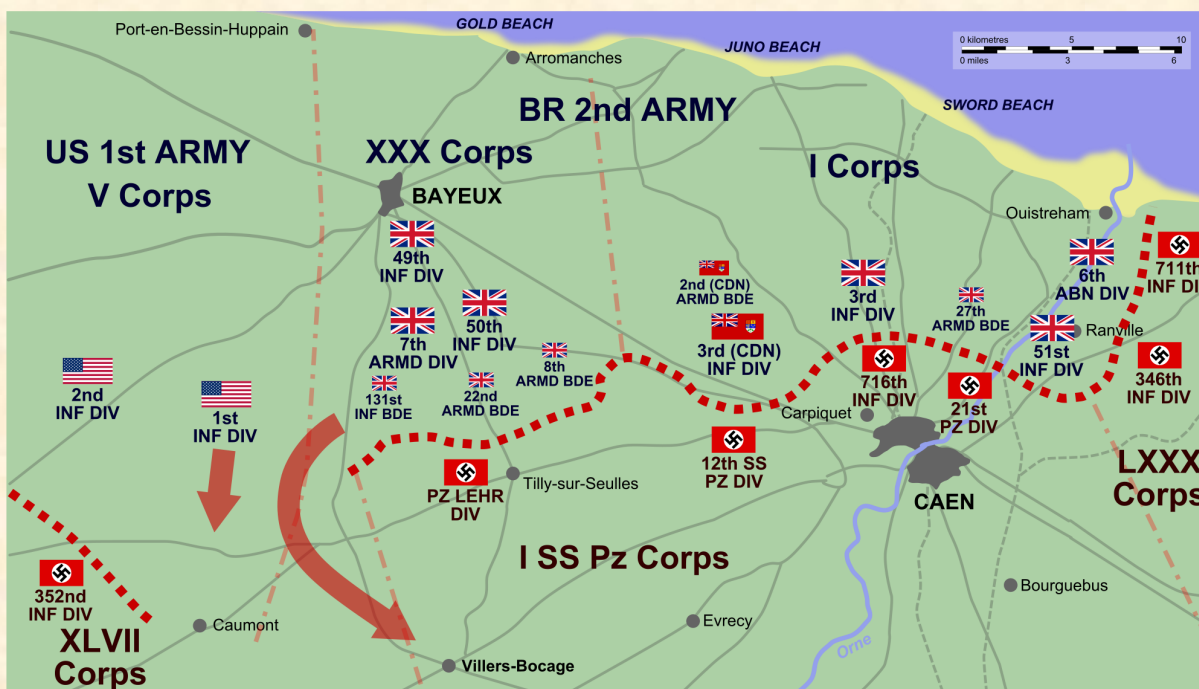 Port-en-Bessin-Huppain
GOLD BEACH
Arromanches
JUNO BEACH
0 kilometres 5 10
0 miles 3 6
SWORD BEACH
BR 2nd ARMY
US 1st ARMY
V Corps
XXX Corps
I Corps
BAYEUX
Ouistreham
49th
INF DIV
2nd (CDN)
ARMD BDE
3rd
INF DIV
27th
ARMD BDE
6th
ABN DIV
711th
INF DI
7th
ARMD DIV
50th
INF DIV
8th
ARMD BDE
3rd (CDN)
INF DIV
51st
INF DIV
Ranville
2nd
INF DIV
1st
INF DIV
131st
INF BDE
22nd
ARMD BDE
716th
INF DIV
21st
PZ DIV
346th
INF DIV
Carpiquet
PZ LEHR
DIV
Tilly-sur-Seulles
12th SS
PZ DIV
CAEN
LXXX
Corps
I SS Pz Corps
352nd
INF DIV
XLVII
Corps
Caumont
Villers-Bocage
Evrecy
Orne
Bourguebus